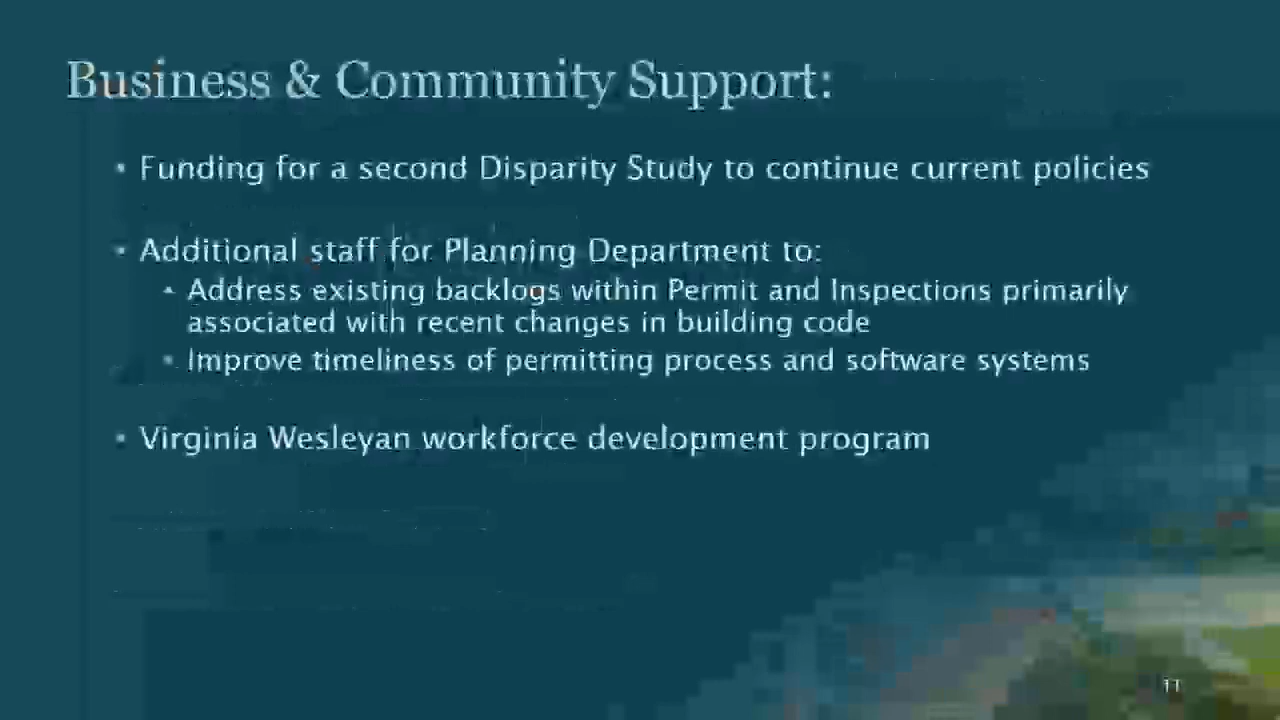 Business & Community Support:
• Funding for a second Disparity Study to continue current policies
• Additional staff for Planning Department to:
• Address existing backlogs within Permit and Inspections primarily
associated with recent changes in building code
• Improve timeliness of permitting process and software systems
• Virginia Wesleyan workforce development program
11